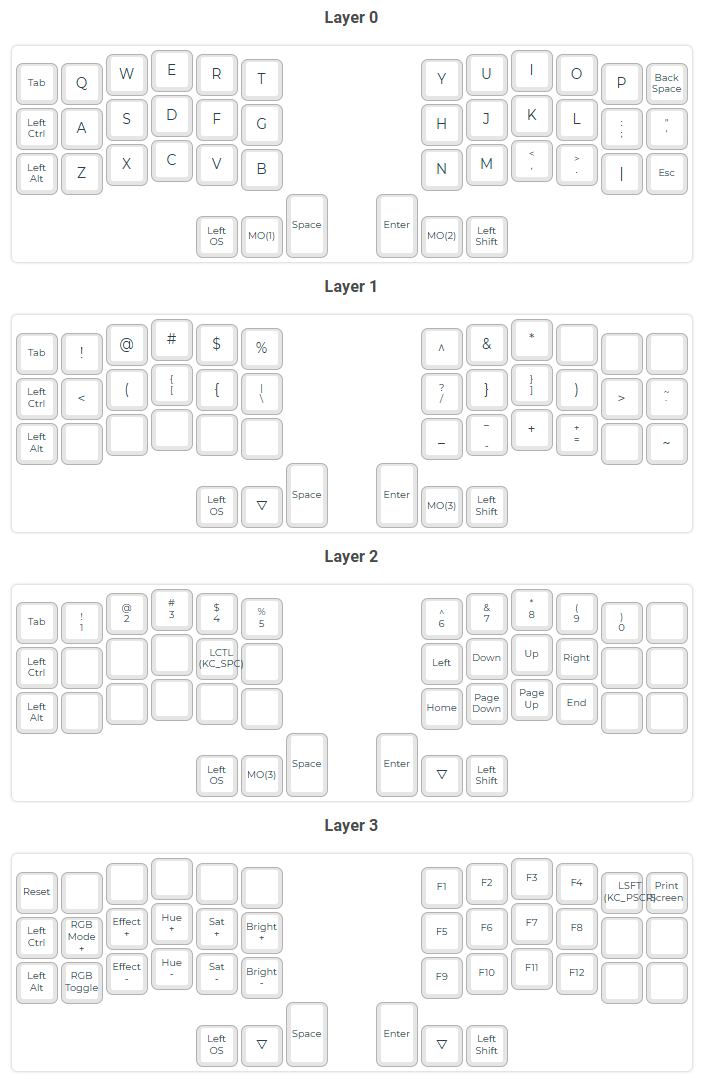 Layer 0
Tab Q W E R T Y U I O P Back Space
Left Ctrl A S D F G H J K L : ; " '
Left Alt Z X C V B N M < , > . | Esc
Left OS MO(1) Space Enter MO(2) Left Shift
Layer 1
Tab ! @ # $ % ^ & *
Left Ctrl < ( { [ { | \ ? / } } ] ) > ~ `
Left Alt _ _ - + + = ~
Left OS ▽ Space Enter MO(3) Left Shift
Layer 2
Tab ! 1 @ 2 # 3 $ 4 % 5 ^ 6 & 7 * 8 ( 9 ) 0
Left Ctrl LCTL (KC_SPC) Left Down Up Right
Left Alt Home Page Down Page Up End
Left OS MO(3) Space Enter ▽ Left Shift
Layer 3
Reset F1 F2 F3 F4 LSFT (KC_PSCR) Print Screen
Left Ctrl RGB Mode + Effect + Hue + Sat + Bright + F5 F6 F7 F8
Left Alt RGB Toggle Effect - Hue - Sat - Bright - F9 F10 F11 F12
Left OS ▽ Space Enter ▽ Left Shift